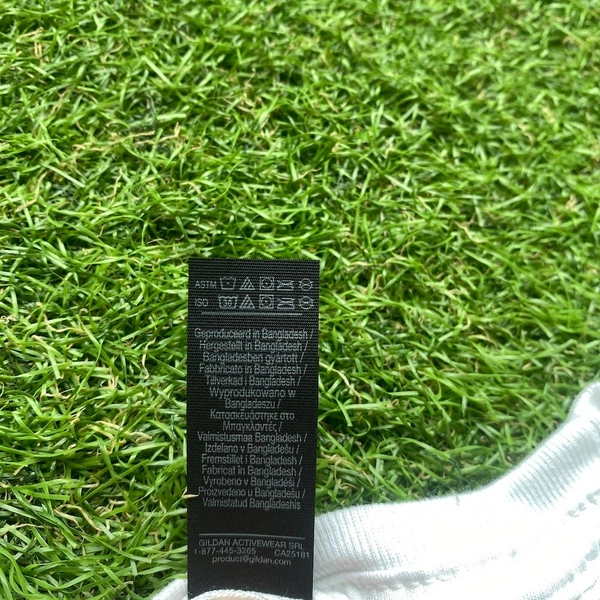 ASTM
ISO 30
Geproduceerd in Bangladesh /
Hergestellt in Bangladesh /
Bangladesben gyártott /
Fabbricato in Bangladesh /
Tillverkad i Bangladesh /
Wyprodukowano w
Bangladeszu /
Κατασκευάστηκε στο
Μπαγκλαντές /
Valmistusmaa Bangladesh /
Izdelano v Bangladešu /
Fremstillet i Bangladesh /
Fabricat în Bangladesh /
Vyrobeno v Bangladéši /
Proizvedeno u Bangladešu /
Valmistatud Bangladeshis
GILDAN ACTIVEWEAR SRL
1-877-445-3265 CA25181
product@gildan.com